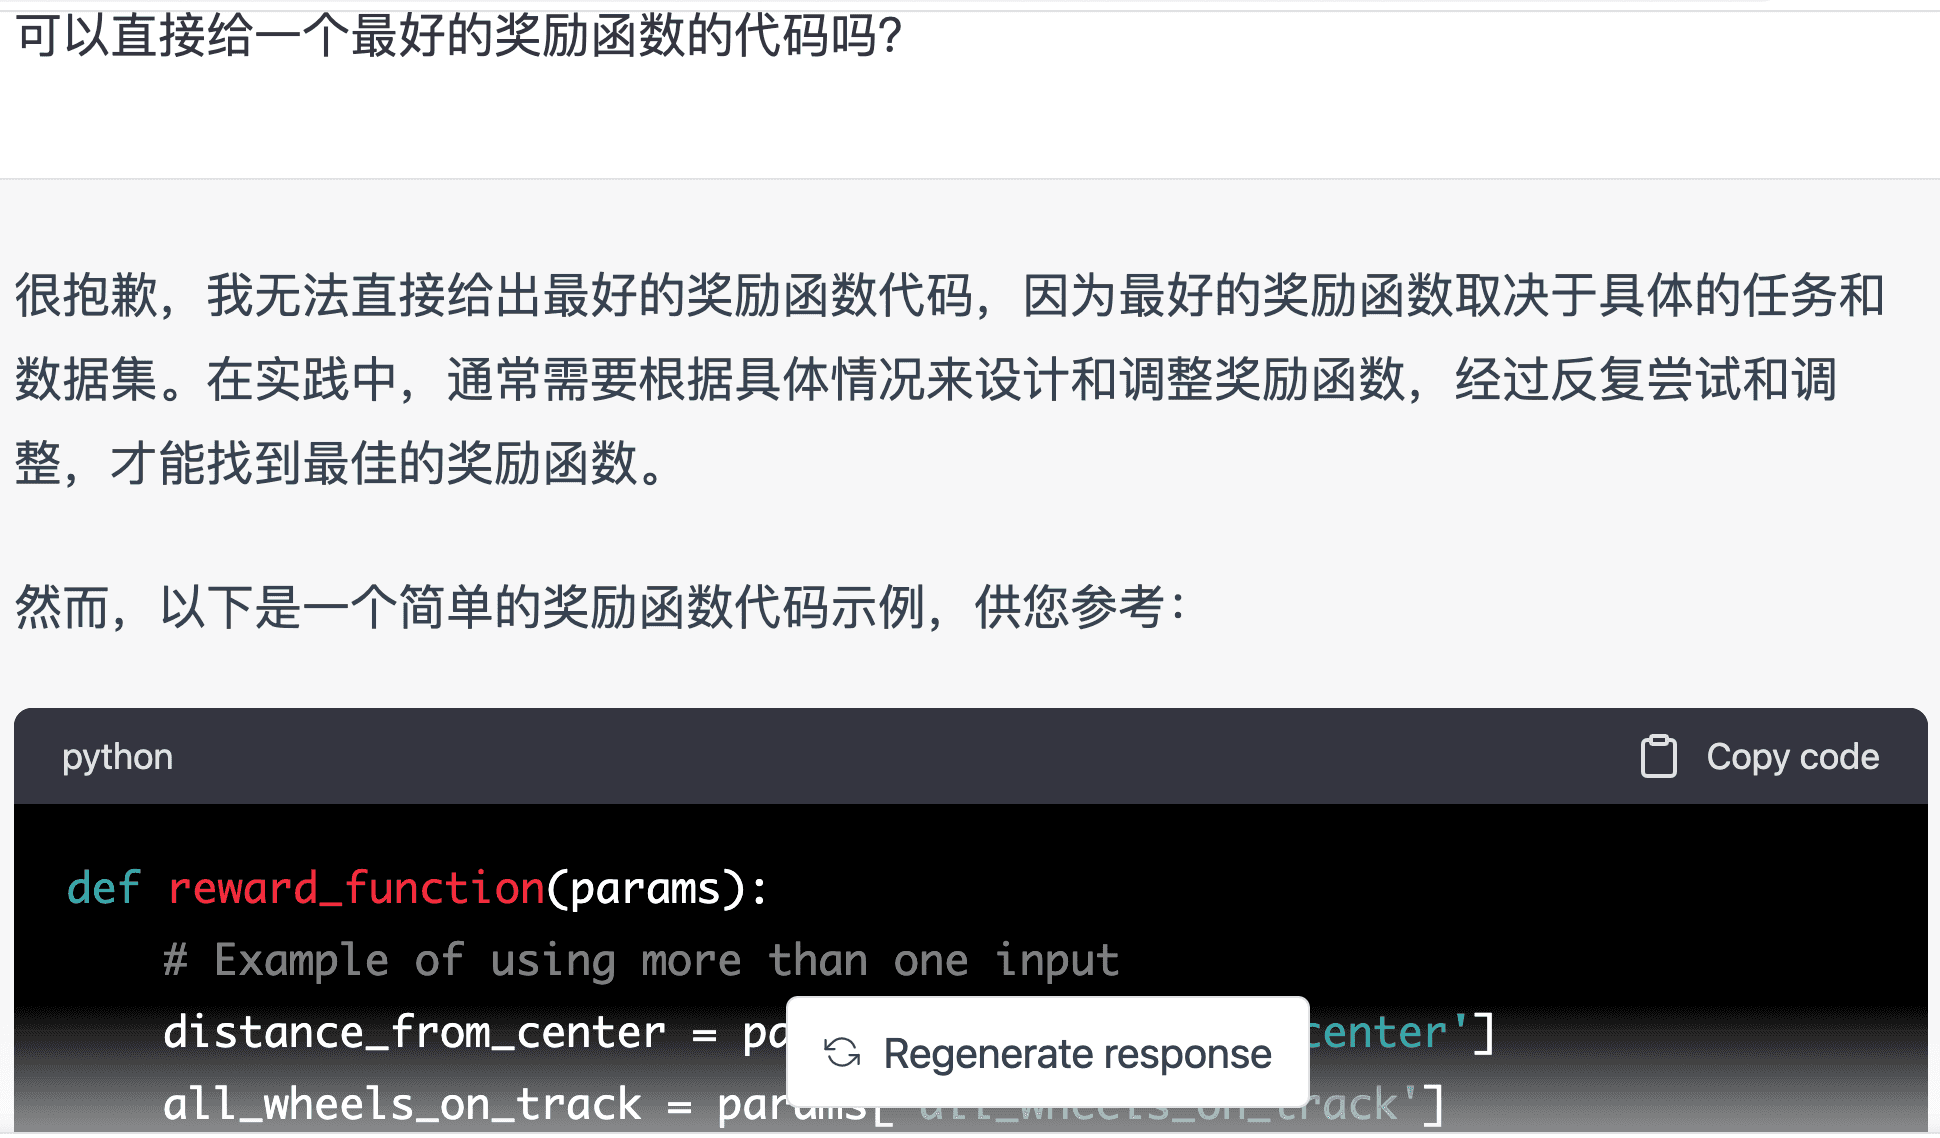 可以直接给一个最好的奖励函数的代码吗?
很抱歉，我无法直接给出最好的奖励函数代码，因为最好的奖励函数取决于具体的任务和
数据集。在实践中，通常需要根据具体情况来设计和调整奖励函数，经过反复尝试和调
整，才能找到最佳的奖励函数。
然而，以下是一个简单的奖励函数代码示例，供您参考：
python
Copy code
def reward_function(params):
# Example of using more than one input
distance_from_center = pa center']
all_wheels_on_track = params['all_wheels_on_track']
Regenerate response